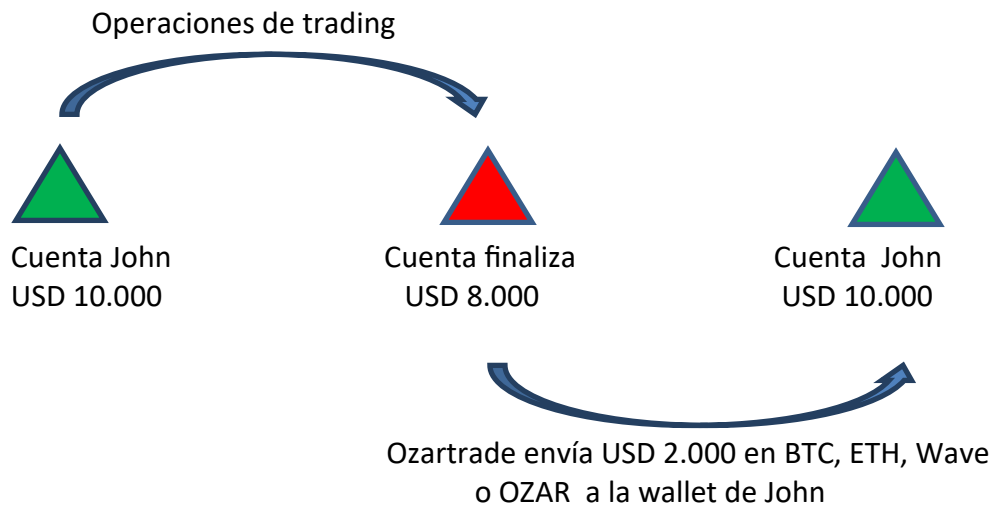 Operaciones de trading
Cuenta John
USD 10.000
Cuenta finaliza
USD 8.000
Cuenta John
USD 10.000
Ozartrade envía USD 2.000 en BTC, ETH, Wave
o OZAR a la wallet de John